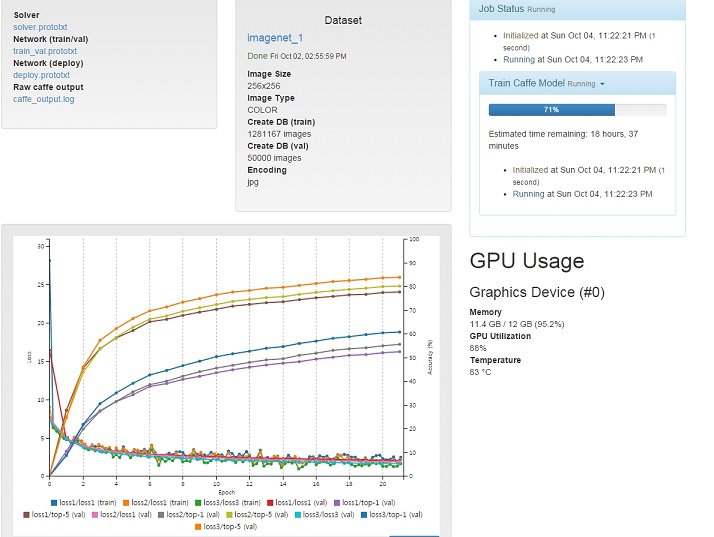 Solver
solver.prototxt
Network (train/val)
train_val.prototxt
Network (deploy)
deploy.prototxt
Raw caffe output
caffe_output.log
Dataset
imagenet_1
Done Fri Oct 02, 02:55:59 PM
Image Size
256x256
Image Type
COLOR
Create DB (train)
1281167 images
Create DB (val)
50000 images
Encoding
jpg
Job Status Running
Initialized at Sun Oct 04, 11:22:21 PM (1
second)
Running at Sun Oct 04, 11:22:23 PM
Train Caffe Model Running
71%
Estimated time remaining: 18 hours, 37
minutes
Initialized at Sun Oct 04, 11:22:21 PM (1
second)
Running at Sun Oct 04, 11:22:23 PM
GPU Usage
Graphics Device (#0)
Memory
11.4 GB / 12 GB (95.2%)
GPU Utilization
88%
Temperature
83 °C
30
25
20
15
10
5
0
Loss
100
90
80
70
60
50
40
30
20
10
0
Accuracy (%)
0 2 4 6 8 10 12 14 16 18 20
Epoch
loss1/loss1 (train) loss2/loss1 (train) loss3/loss3 (train) loss1/loss1 (val) loss1/top-1 (val)
loss1/top-5 (val) loss2/loss1 (val) loss2/top-1 (val) loss2/top-5 (val) loss3/loss3 (val) loss3/top-1 (val)
loss3/top-5 (val)